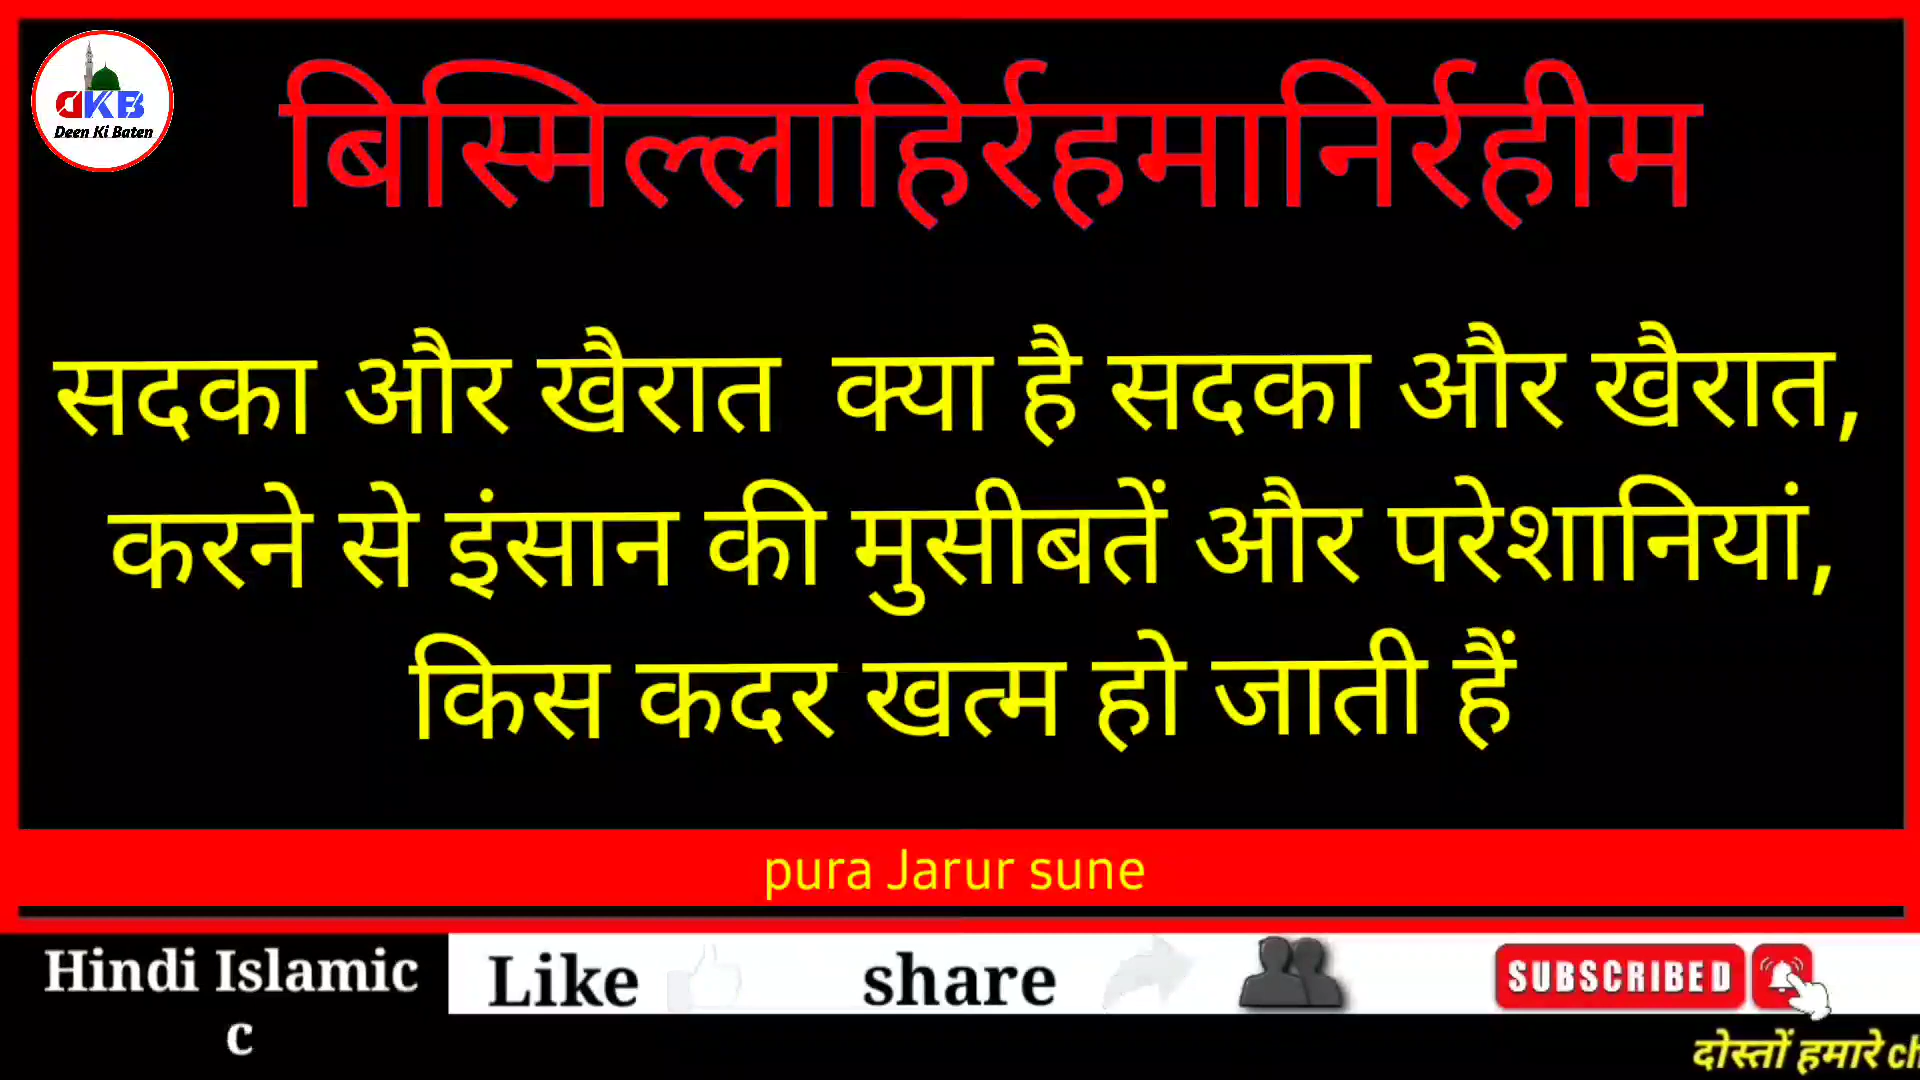 DKB
Deen Ki Baten
बिस्मिल्लाहिर्रहमानिर्रहीम
सदका और खैरात क्या है सदका और खैरात,
करने से इंसान की मुसीबतें और परेशानियां,
किस कदर खत्म हो जाती हैं
pura Jarur sune
Hindi Islamic
c
Like share SUBSCRIBED
दोस्तों हमारे ch